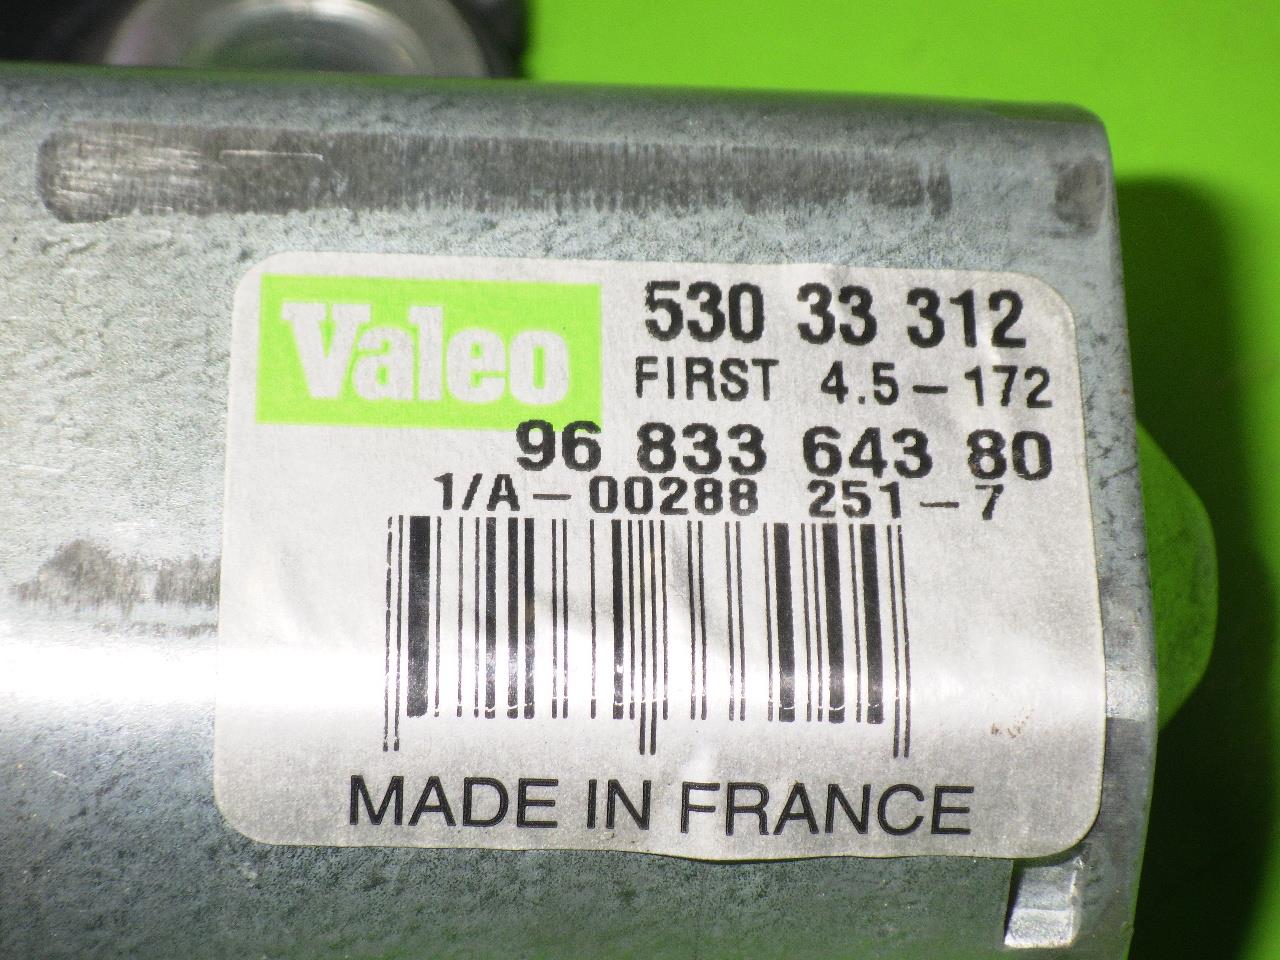 Valeo
530 33 312
FIRST 4.5-172
96 833 643 80
1/A-00288 251-7
MADE IN FRANCE